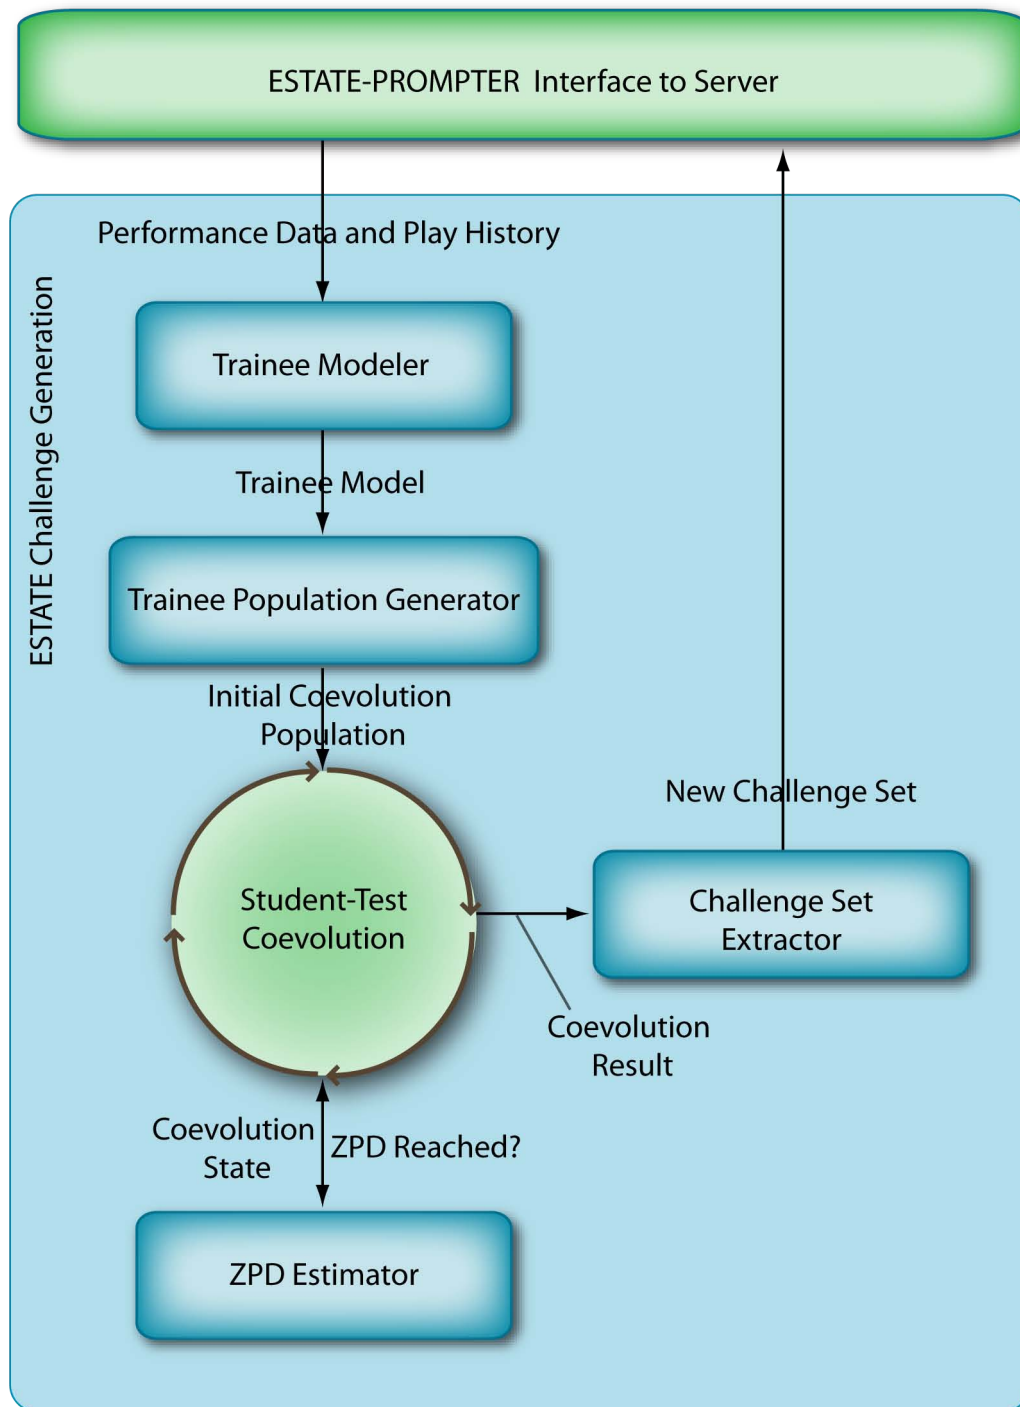 ESTATE-PROMPTER Interface to Server
Performance Data and Play History
ESTATE Challenge Generation
Trainee Modeler
Trainee Model
Trainee Population Generator
Initial Coevolution
Population
New Challenge Set
Student-Test
Coevolution
Challenge Set
Extractor
Coevolution
Result
Coevolution
State
ZPD Reached?
ZPD Estimator